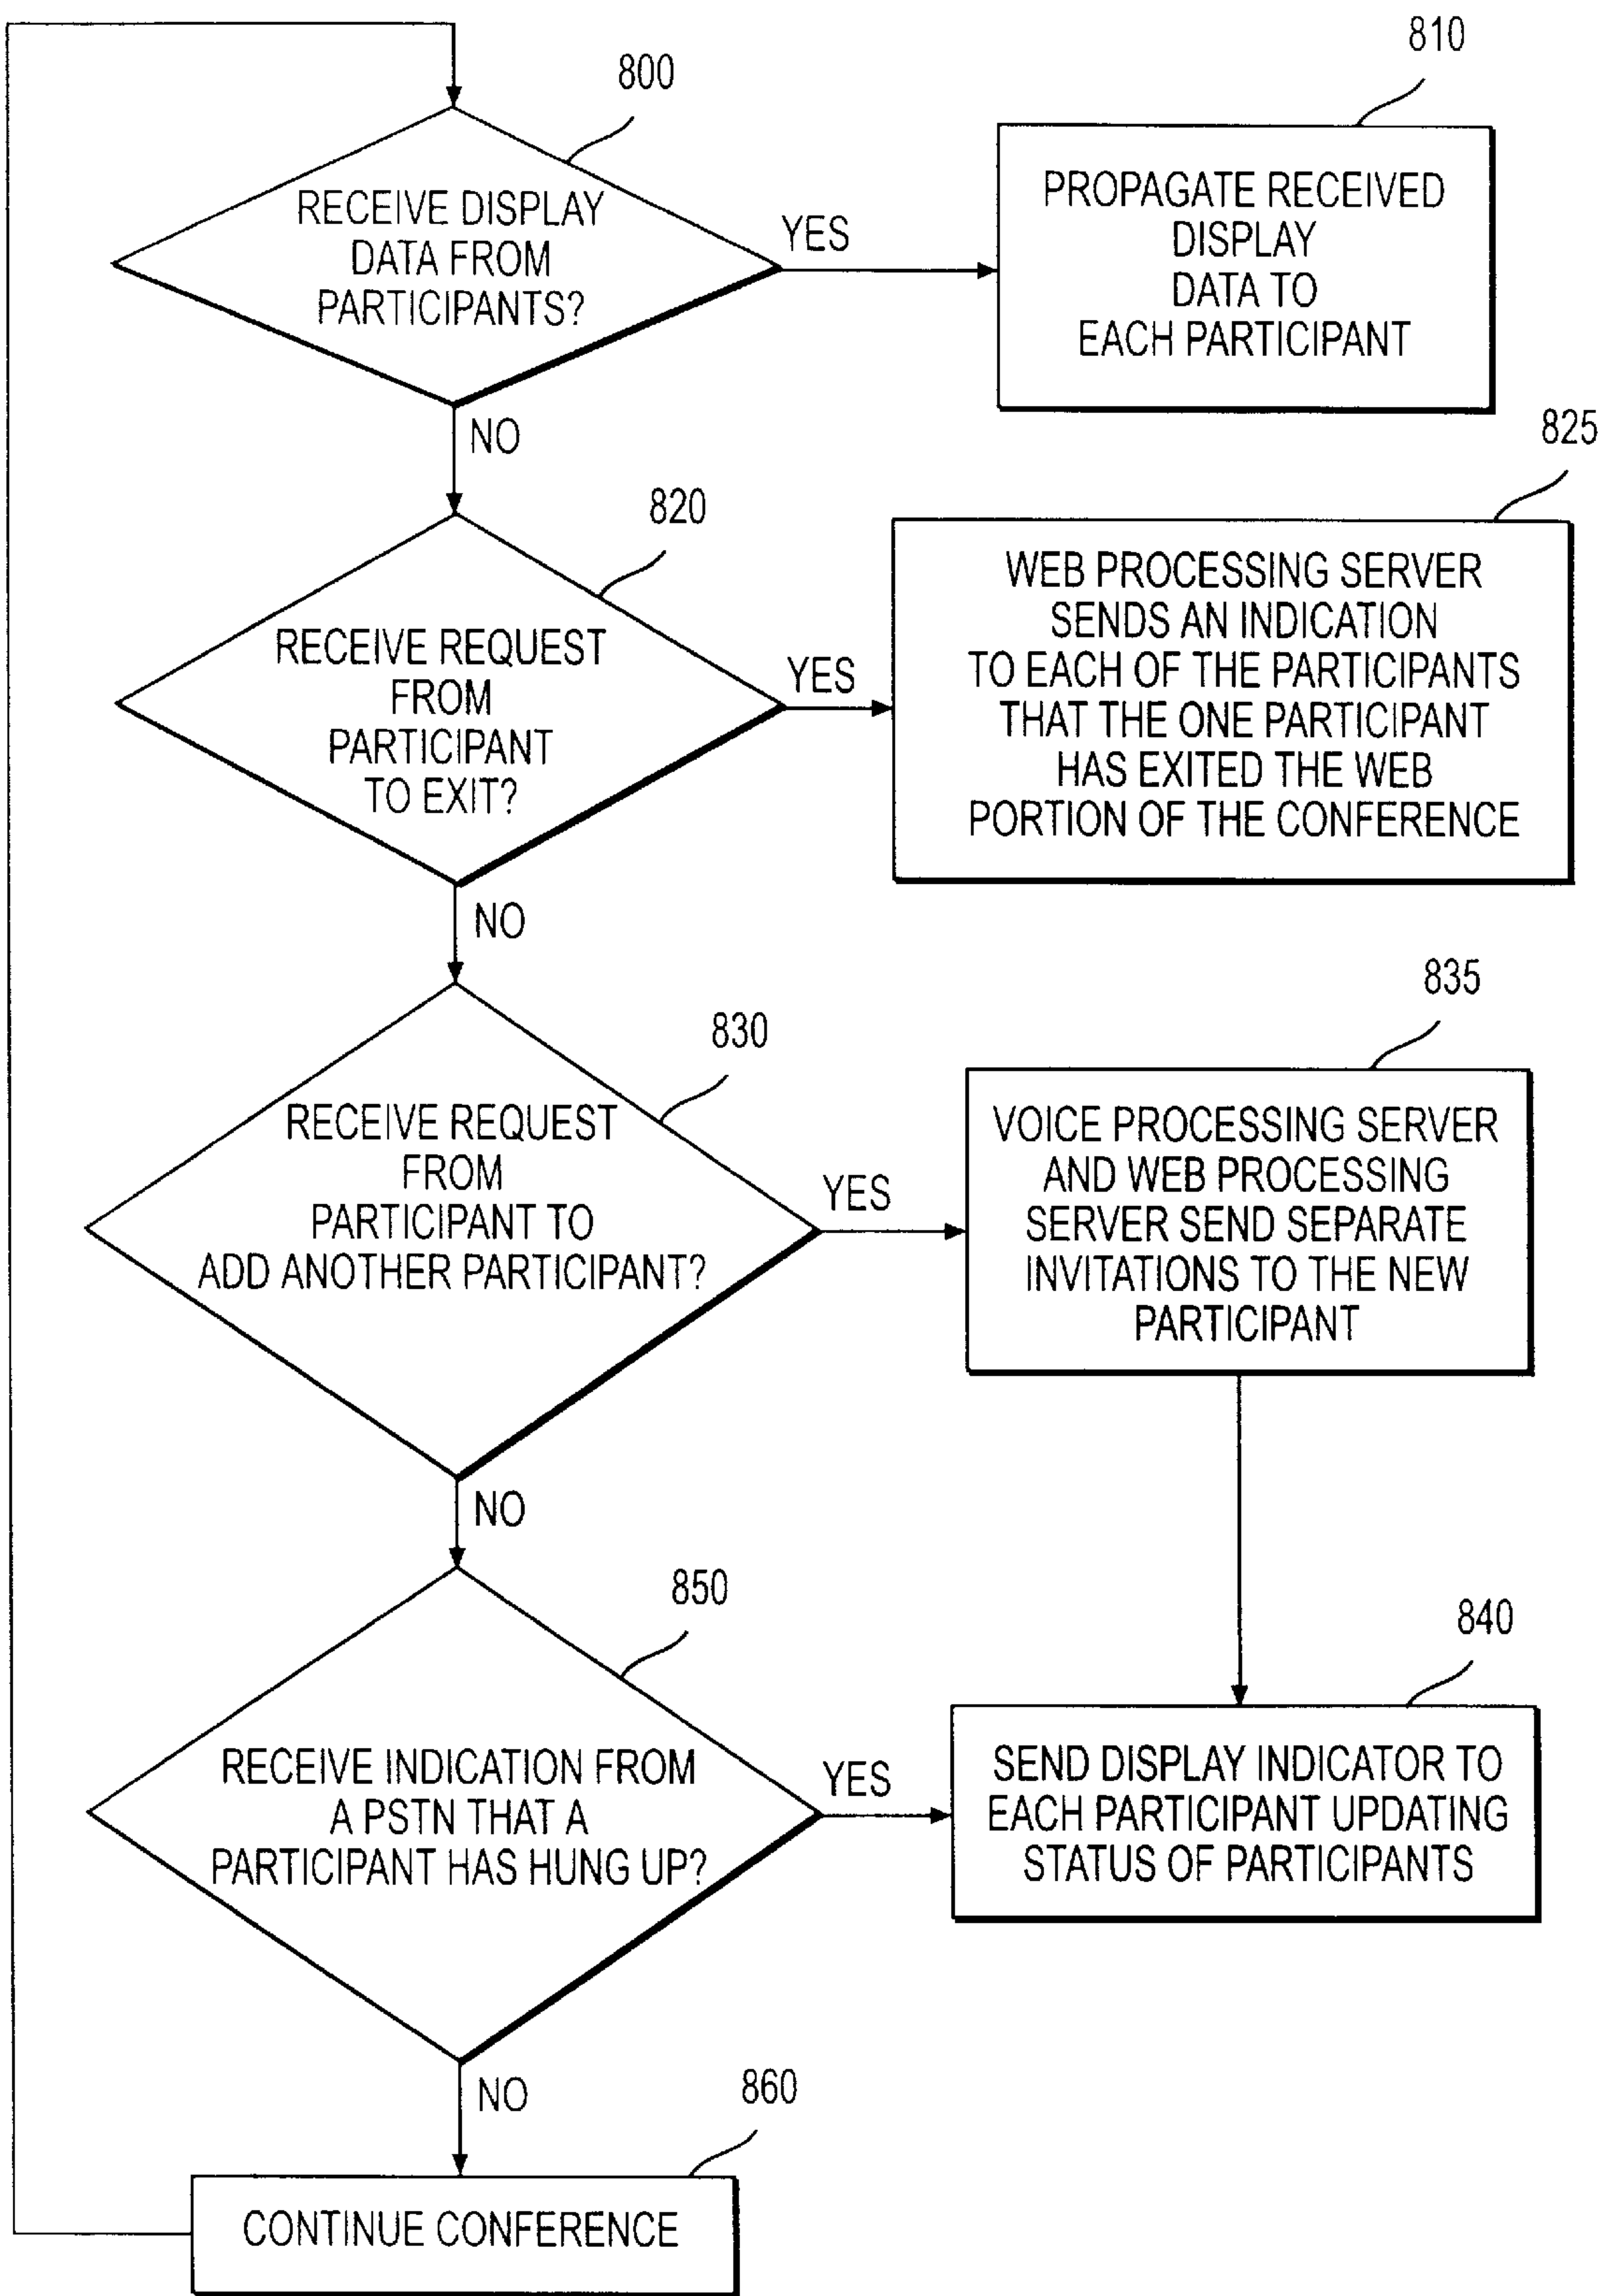 800
RECEIVE DISPLAY
DATA FROM
PARTICIPANTS?
YES
NO
810
PROPAGATE RECEIVED
DISPLAY
DATA TO
EACH PARTICIPANT
820
RECEIVE REQUEST
FROM
PARTICIPANT
TO EXIT?
YES
NO
825
WEB PROCESSING SERVER
SENDS AN INDICATION
TO EACH OF THE PARTICIPANTS
THAT THE ONE PARTICIPANT
HAS EXITED THE WEB
PORTION OF THE CONFERENCE
830
RECEIVE REQUEST
FROM
PARTICIPANT TO
ADD ANOTHER PARTICIPANT?
YES
NO
835
VOICE PROCESSING SERVER
AND WEB PROCESSING
SERVER SEND SEPARATE
INVITATIONS TO THE NEW
PARTICIPANT
850
RECEIVE INDICATION FROM
A PSTN THAT A
PARTICIPANT HAS HUNG UP?
YES
NO
840
SEND DISPLAY INDICATOR TO
EACH PARTICIPANT UPDATING
STATUS OF PARTICIPANTS
860
CONTINUE CONFERENCE